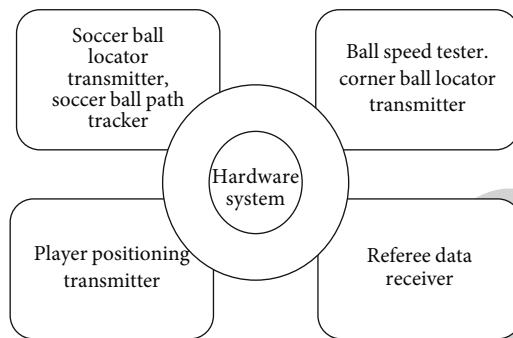 Soccer ball
locator
transmitter,
soccer ball path
tracker
Ball speed tester.
corner ball locator
transmitter
Hardware
system
Player positioning
transmitter
Referee data
receiver